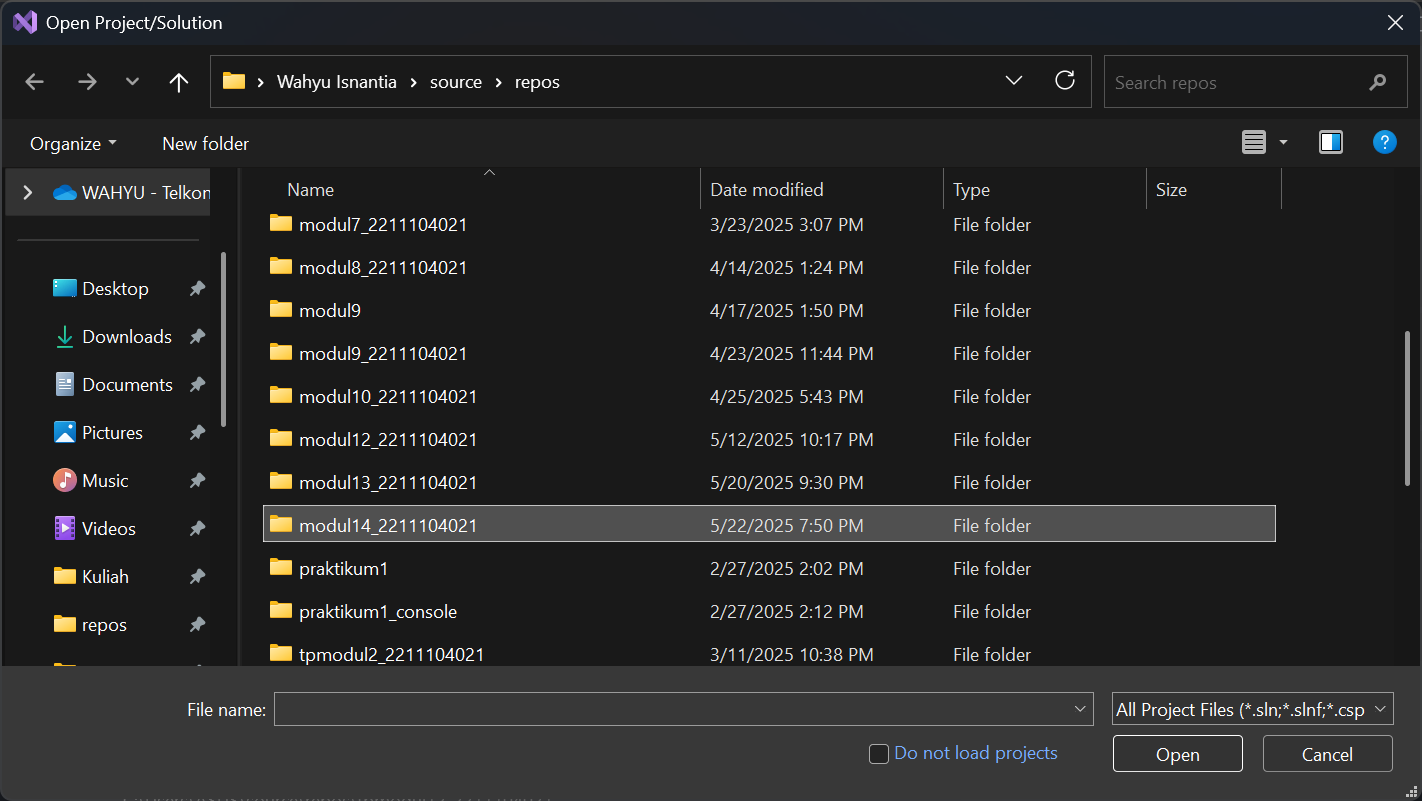 Open Project/Solution
Wahyu Isnantia > source > repos
Search repos
Organize
New folder
?
WAHYU - Telkon
Desktop
Downloads
Documents
Pictures
Music
Videos
Kuliah
repos
Name Date modified Type Size
modul7_2211104021 3/23/2025 3:07 PM File folder
modul8_2211104021 4/14/2025 1:24 PM File folder
modul9 4/17/2025 1:50 PM File folder
modul9_2211104021 4/23/2025 11:44 PM File folder
modul10_2211104021 4/25/2025 5:43 PM File folder
modul12_2211104021 5/12/2025 10:17 PM File folder
modul13_2211104021 5/20/2025 9:30 PM File folder
modul14_2211104021 5/22/2025 7:50 PM File folder
praktikum1 2/27/2025 2:02 PM File folder
praktikum1_console 2/27/2025 2:12 PM File folder
tpmodul2_2211104021 3/11/2025 10:38 PM File folder
File name:
All Project Files (*.sln;*.slnf;*.csp
Do not load projects
Open
Cancel